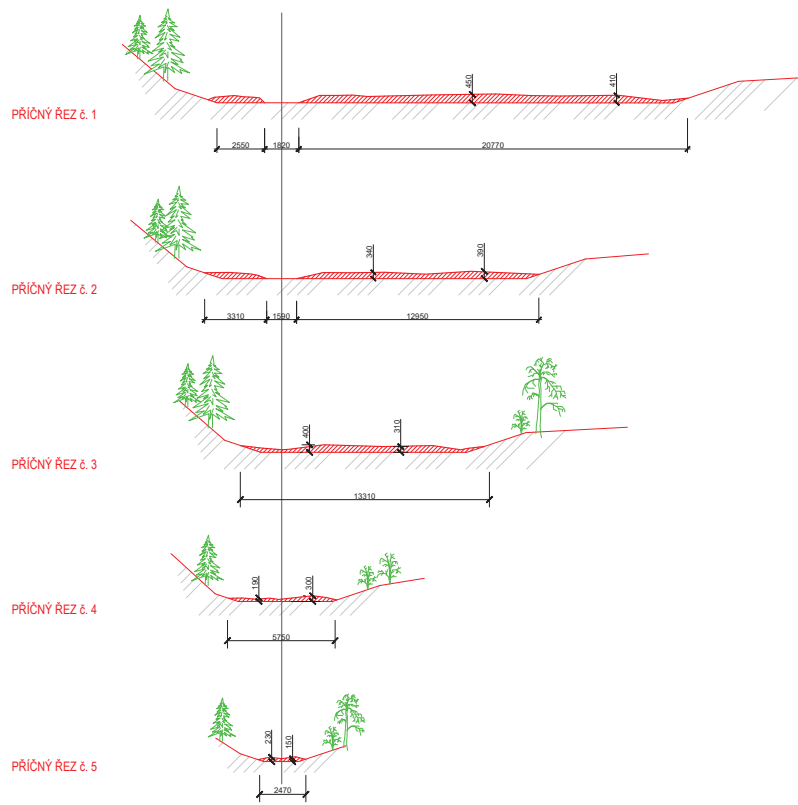 450
410
PŘÍČNÝ ŘEZ č. 1
2550 1820 20770
340
390
PŘÍČNÝ ŘEZ č. 2
3310 1590 12950
400
310
PŘÍČNÝ ŘEZ č. 3
13310
190
300
PŘÍČNÝ ŘEZ č. 4
5750
230
150
PŘÍČNÝ ŘEZ č. 5
2470